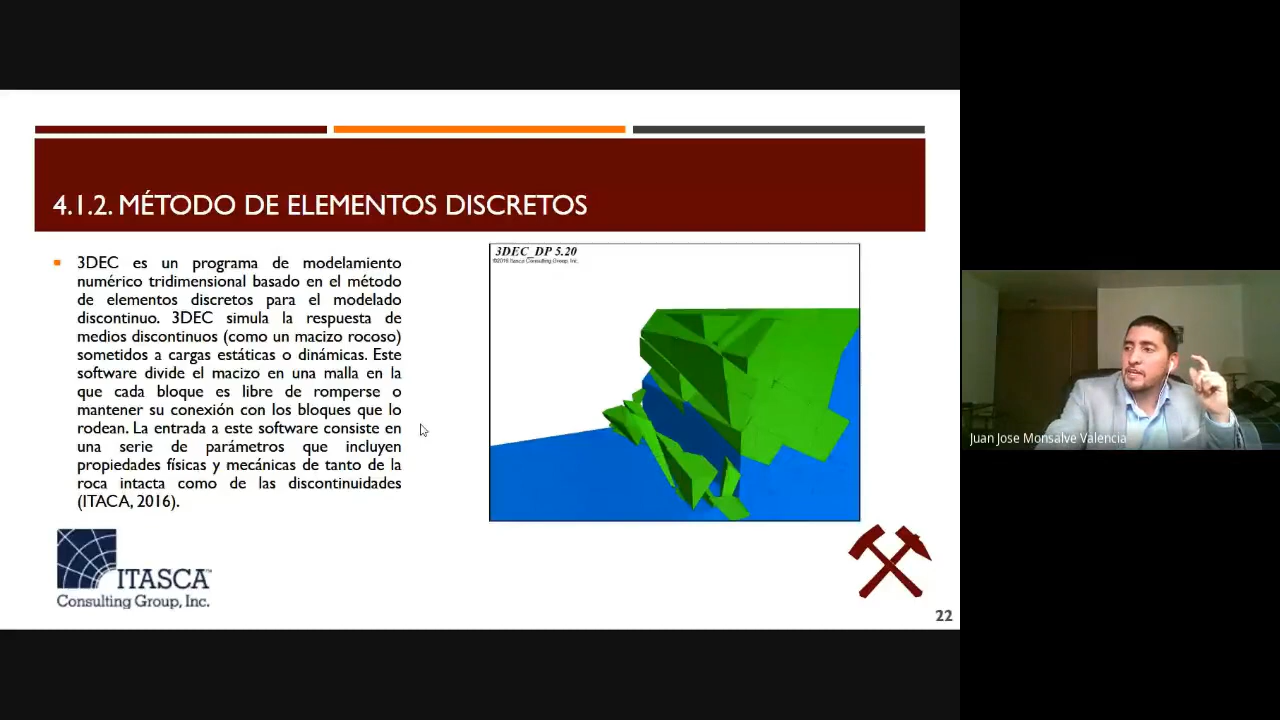 4.1.2. MÉTODO DE ELEMENTOS DISCRETOS
3DEC es un programa de modelamiento
numérico tridimensional basado en el método
de elementos discretos para el modelado
discontinuo. 3DEC simula la respuesta de
medios discontinuos (como un macizo rocoso)
sometidos a cargas estáticas o dinámicas. Este
software divide el macizo en una malla en la
que cada bloque es libre de romperse o
mantener su conexión con los bloques que lo
rodean. La entrada a este software consiste en
una serie de parámetros que incluyen
propiedades físicas y mecánicas de tanto de la
roca intacta como de las discontinuidades
(ITACA, 2016).
3DEC_DP 5.20
©2016 Itasca Consulting Group, Inc.
ITASCA™
Consulting Group, Inc.
22
Juan Jose Monsalve Valencia